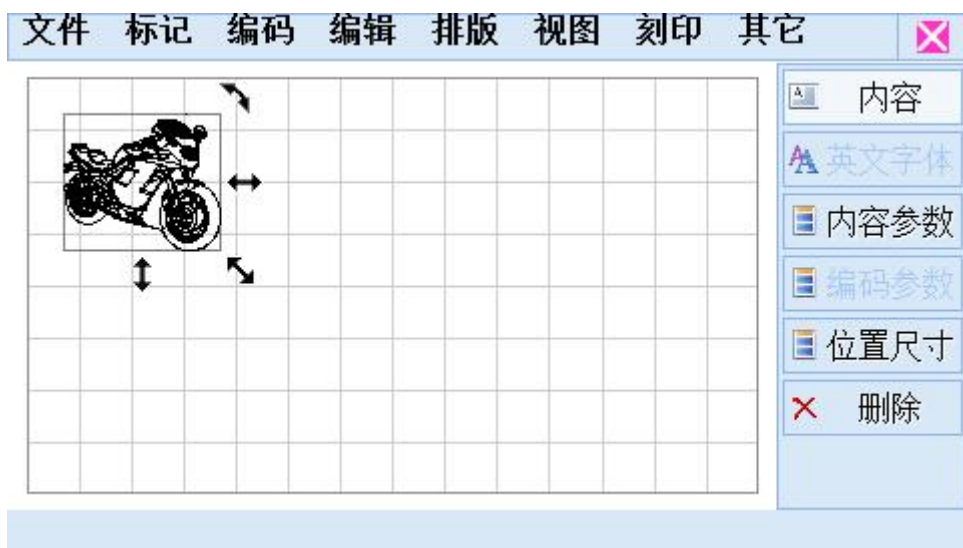 文件 标记 编码 编辑 排版 视图 刻印 其它
内容
英文字体
内容参数
编码参数
位置尺寸
删除